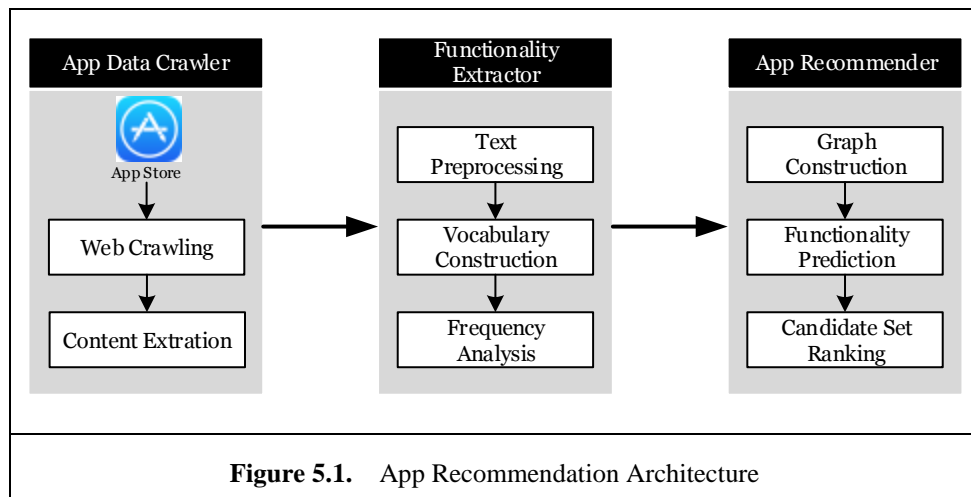 App Data Crawler
App Store
Web Crawling
Content Extration
Functionality
Extractor
Text
Preprocessing
Vocabulary
Construction
Frequency
Analysis
App Recommender
Graph
Construction
Functionality
Prediction
Candidate Set
Ranking
Figure 5.1. App Recommendation Architecture